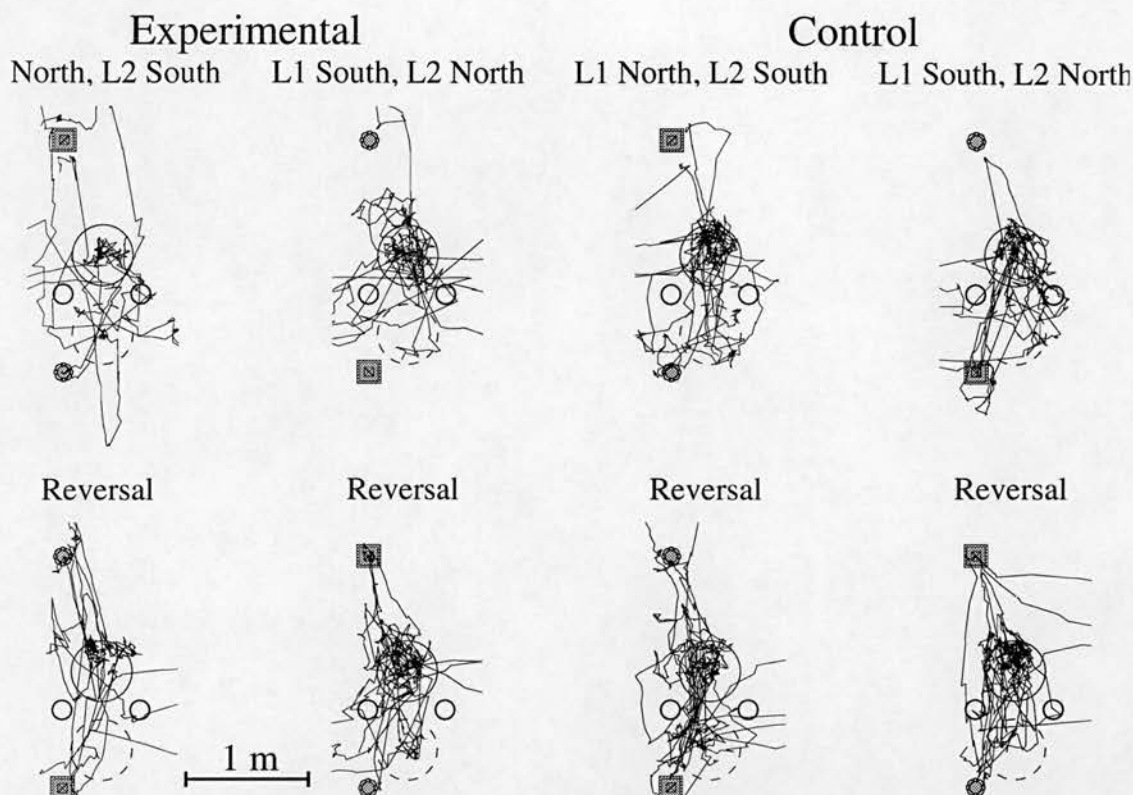 Experimental Control
North, L2 South L1 South, L2 North L1 North, L2 South L1 South, L2 North
Reversal Reversal Reversal Reversal
1 m